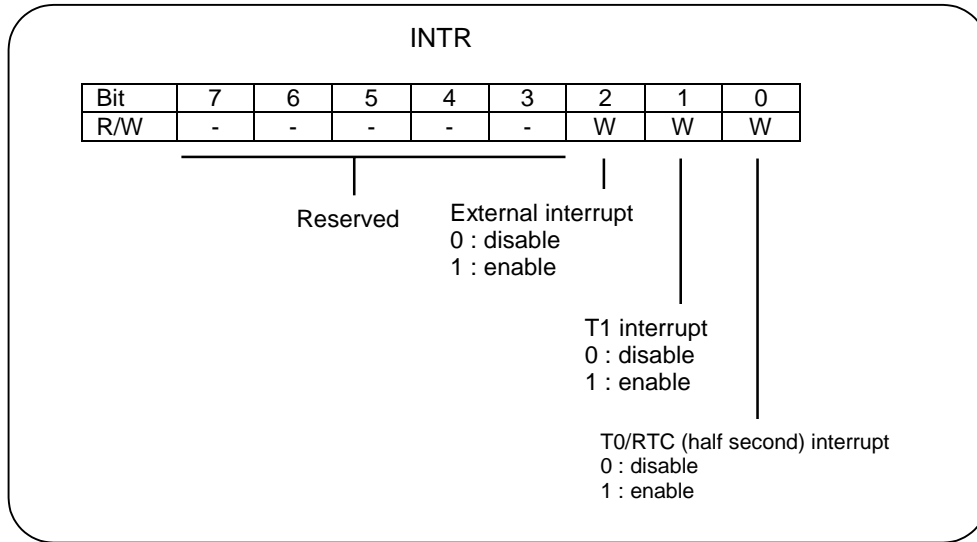 INTR
Bit 7 6 5 4 3 2 1 0
R/W - - - - - W W W
Reserved
External interrupt
0 : disable
1 : enable
T1 interrupt
0 : disable
1 : enable
T0/RTC (half second) interrupt
0 : disable
1 : enable